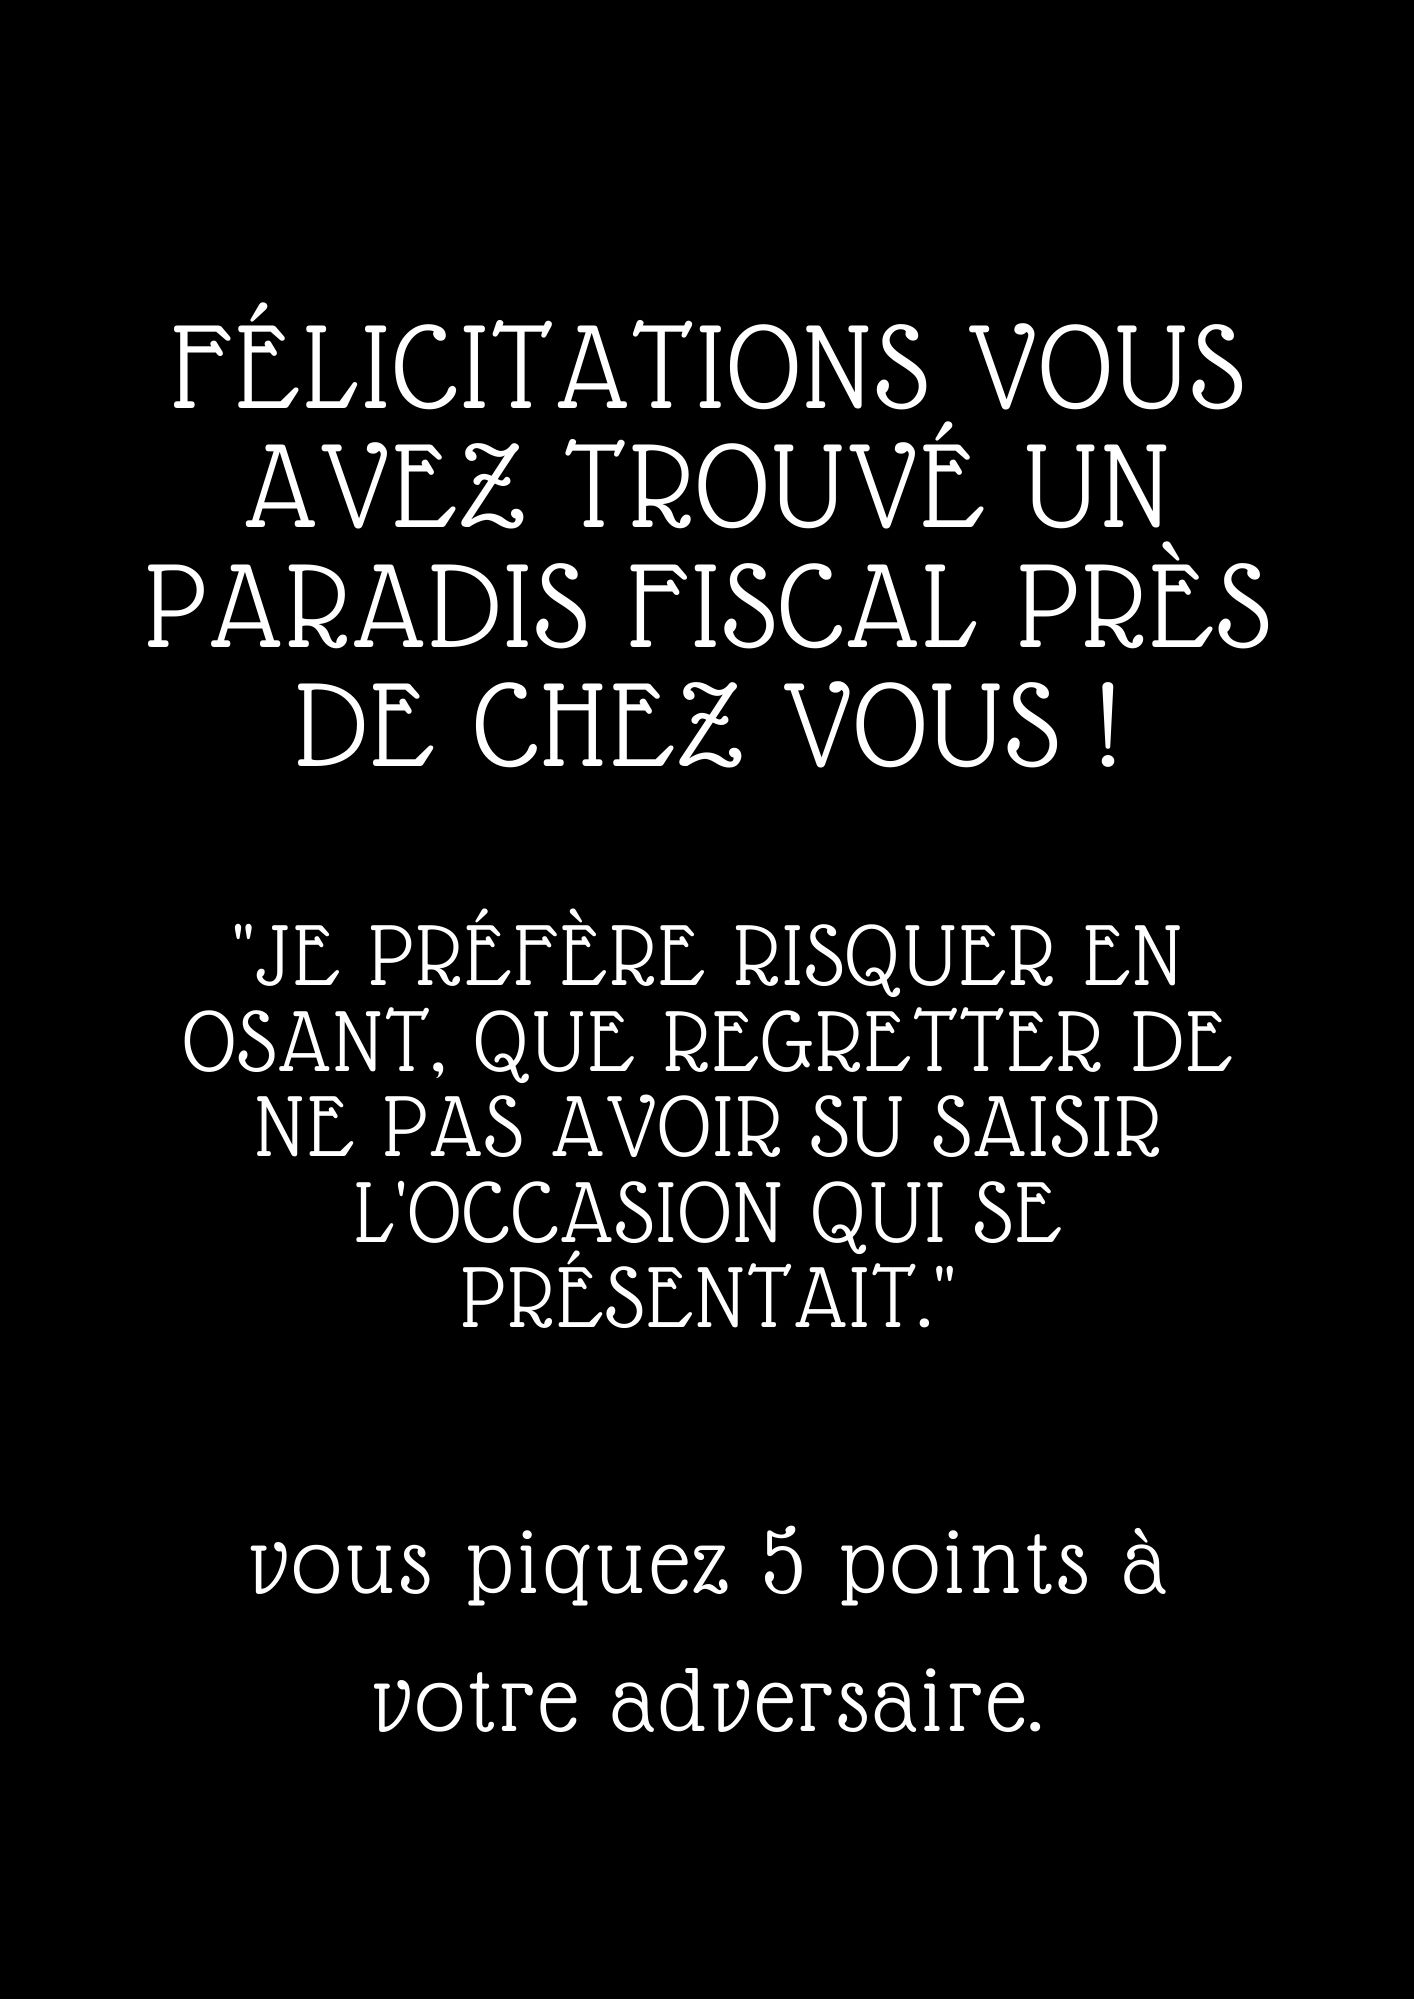 FÉLICITATIONS VOUS
AVEZ TROUVÉ UN
PARADIS FISCAL PRÈS
DE CHEZ VOUS !
"JE PRÉFÈRE RISQUER EN
OSANT, QUE REGRETTER DE
NE PAS AVOIR SU SAISIR
L'OCCASION QUI SE
PRÉSENTAIT."
vous piquez 5 points à
votre adversaire.